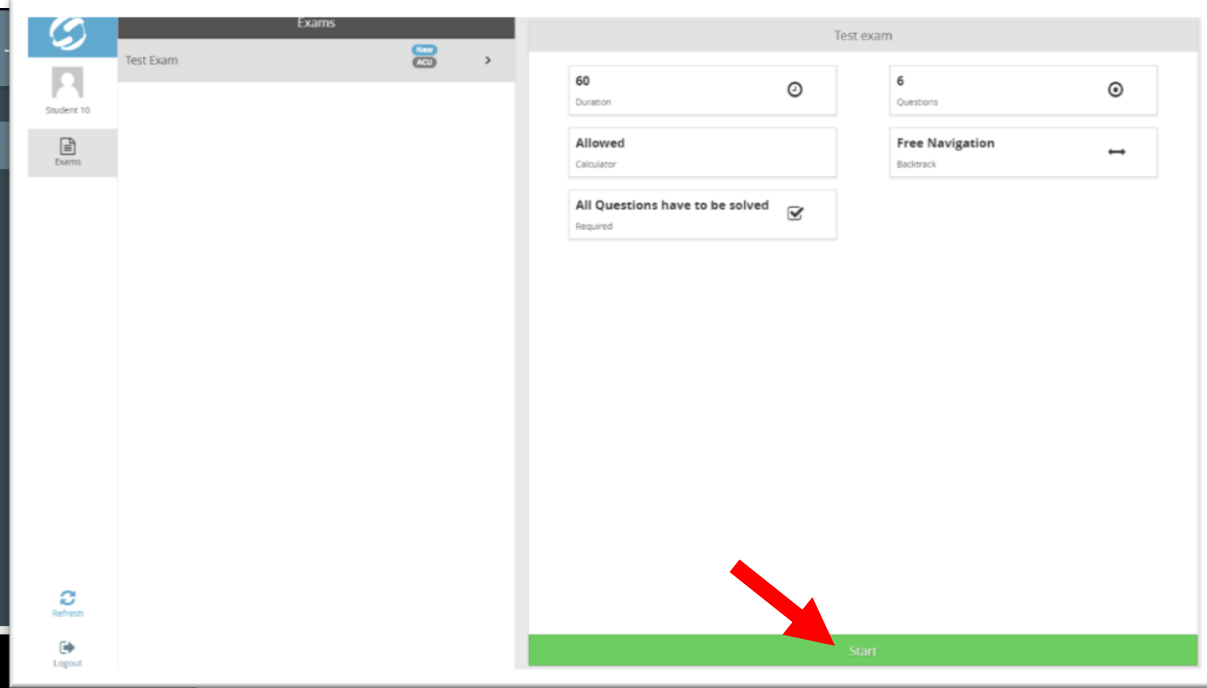 Exams
Test exam
Test Exam
New
ACU
Student 10
Exams
60
Duration
6
Questions
Allowed
Calculator
Free Navigation
Backtrack
All Questions have to be solved
Required
Refresh
Logout
Start